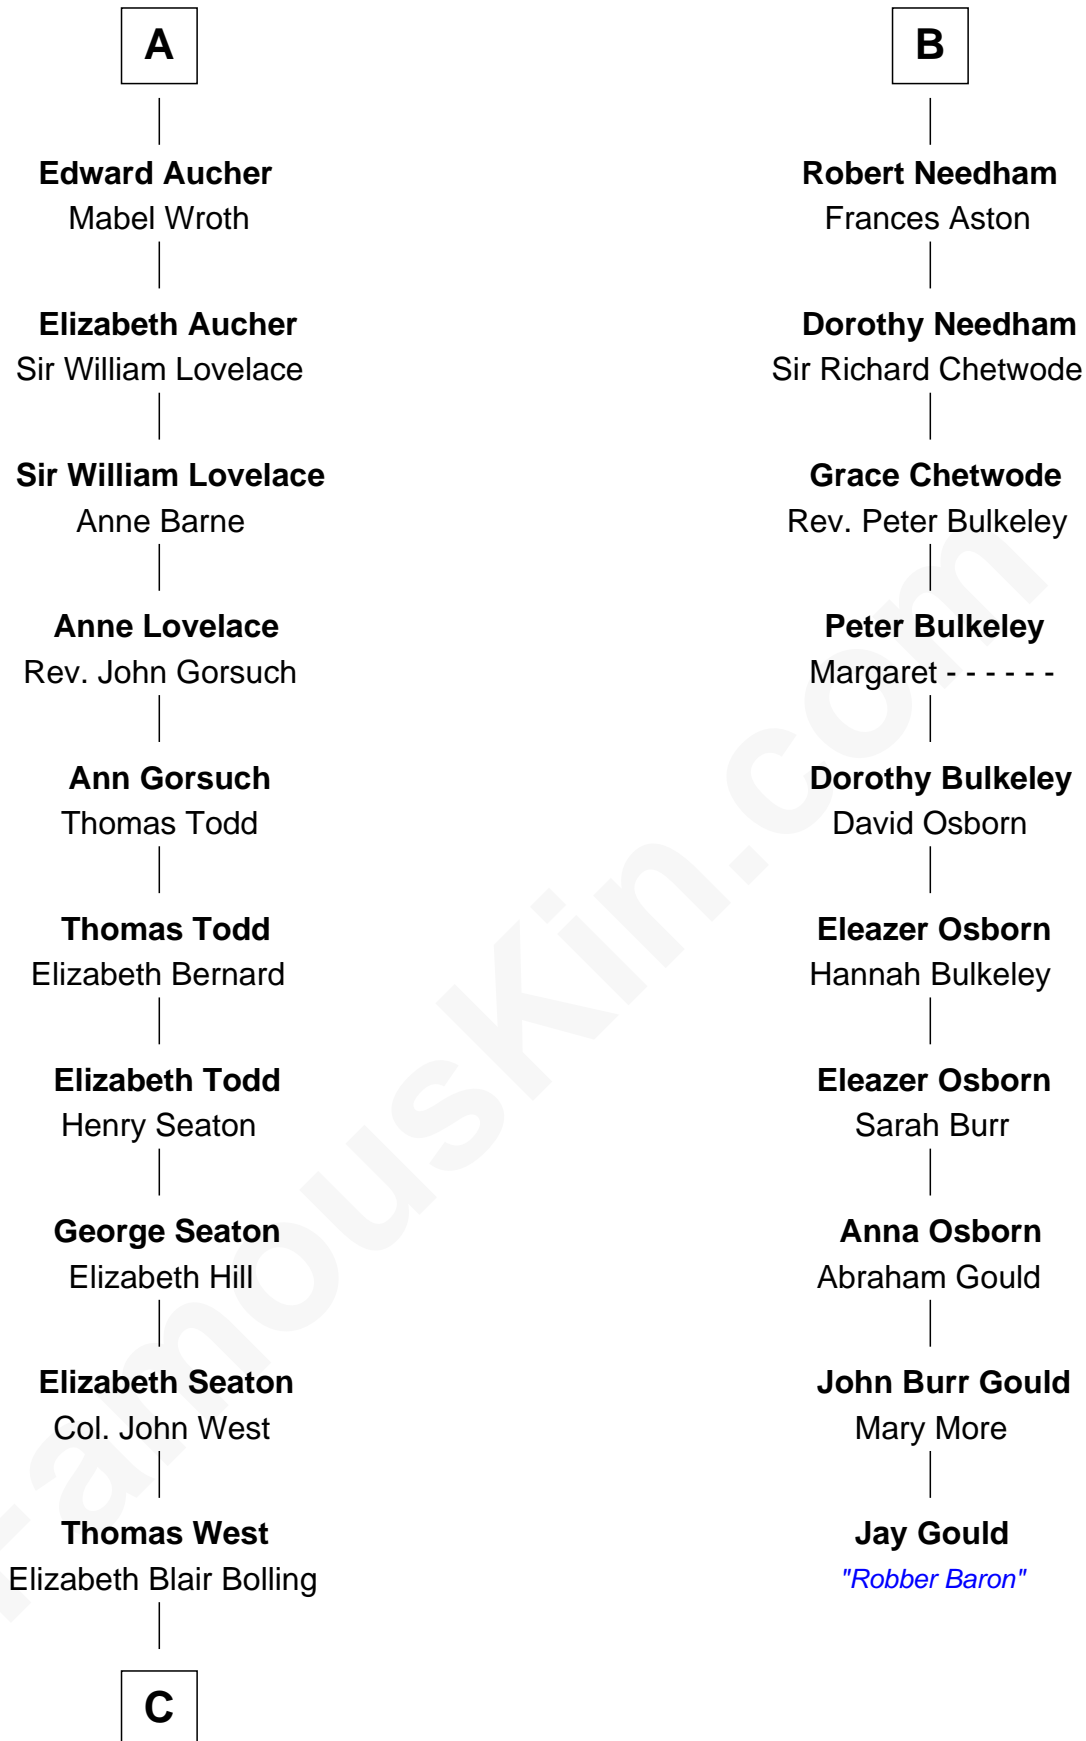 A
Edward Aucher
Mabel Wroth
Elizabeth Aucher
Sir William Lovelace
Sir William Lovelace
Anne Barne
Anne Lovelace
Rev. John Gorsuch
Ann Gorsuch
Thomas Todd
Thomas Todd
Elizabeth Bernard
Elizabeth Todd
Henry Seaton
George Seaton
Elizabeth Hill
Elizabeth Seaton
Col. John West
Thomas West
Elizabeth Blair Bolling
C
B
Robert Needham
Frances Aston
Dorothy Needham
Sir Richard Chetwode
Grace Chetwode
Rev. Peter Bulkeley
Peter Bulkeley
Margaret - - - - - -
Dorothy Bulkeley
David Osborn
Eleazer Osborn
Hannah Bulkeley
Eleazer Osborn
Sarah Burr
Anna Osborn
Abraham Gould
John Burr Gould
Mary More
Jay Gould
"Robber Baron"
FamousKin.com